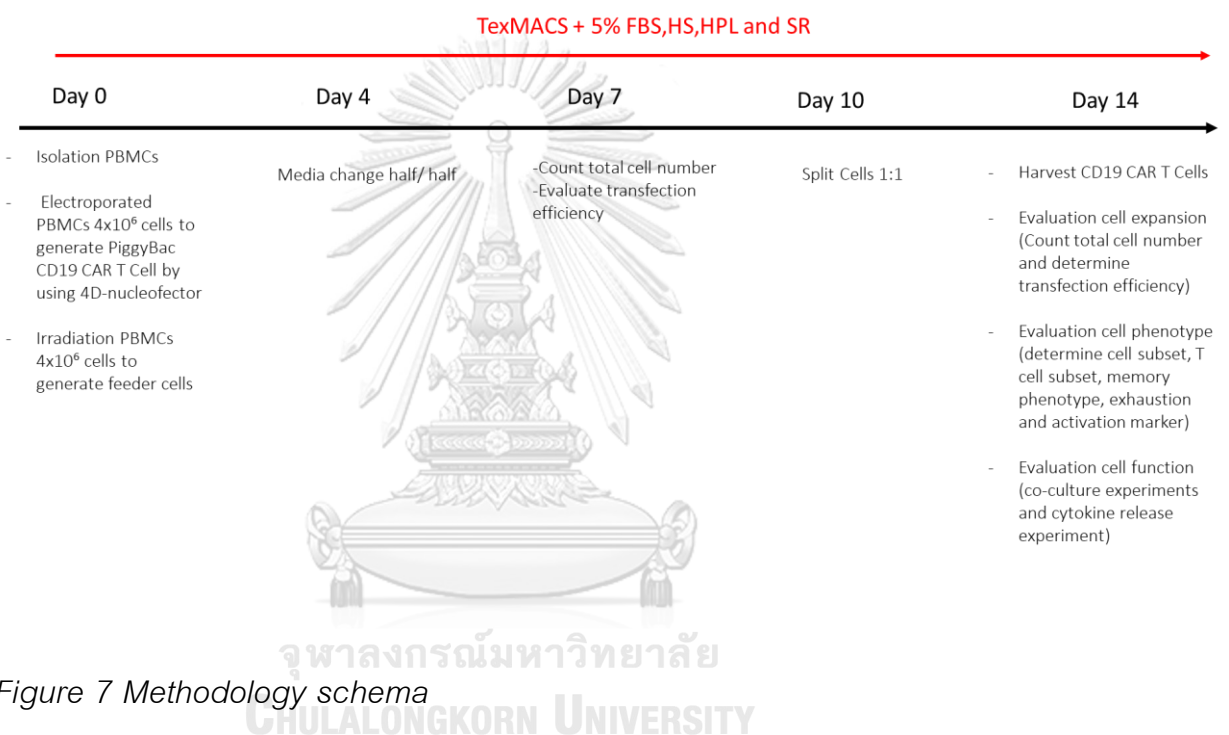 TexMACS + 5% FBS,HS,HPL and SR
Day 0
Day 4
Day 7
Day 10
Day 14
- Isolation PBMCs
- Electroporated
PBMCs 4x10⁶ cells to
generate PiggyBac
CD19 CAR T Cell by
using 4D-nucleofector
- Irradiation PBMCs
4x10⁶ cells to
generate feeder cells
Media change half/ half
-Count total cell number
-Evaluate transfection
efficiency
Split Cells 1:1
- Harvest CD19 CAR T Cells
- Evaluation cell expansion
(Count total cell number
and determine
transfection efficiency)
- Evaluation cell phenotype
(determine cell subset, T
cell subset, memory
phenotype, exhaustion
and activation marker)
- Evaluation cell function
(co-culture experiments
and cytokine release
experiment)
จุฬาลงกรณ์มหาวิทยาลัย
Figure 7 Methodology schema
CHULALONGKORN UNIVERSITY